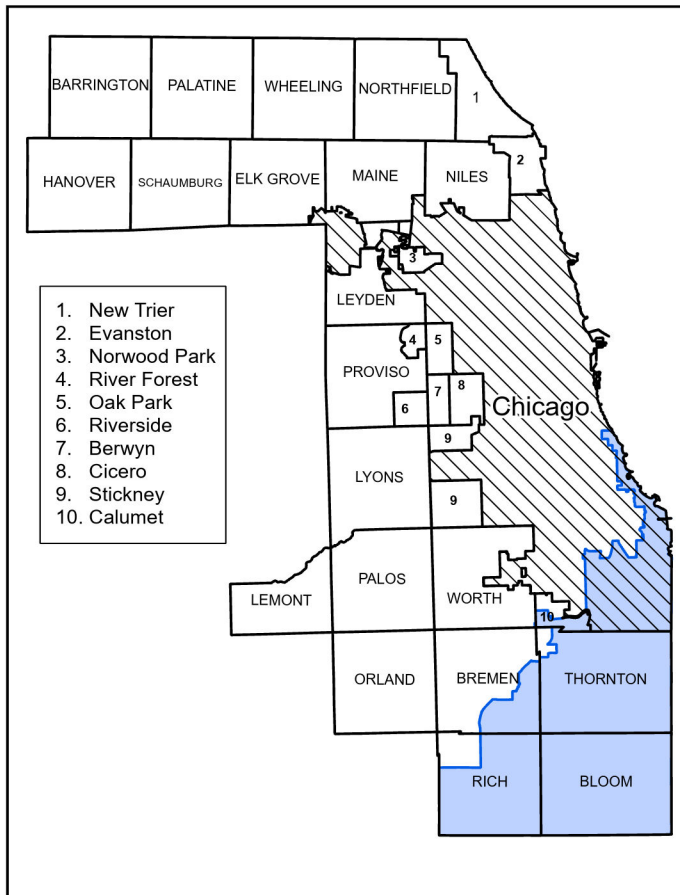 BARRINGTON PALATINE WHEELING NORTHFIELD 1
2
HANOVER SCHAUMBURG ELK GROVE MAINE NILES
3
LEYDEN
1. New Trier
2. Evanston
3. Norwood Park
4. River Forest
5. Oak Park
6. Riverside
7. Berwyn
8. Cicero
9. Stickney
10. Calumet
4 5
PROVISO
6 7 8
Chicago
9
LYONS
9
PALOS
LEMONT WORTH
10
ORLAND BREMEN THORNTON
RICH BLOOM